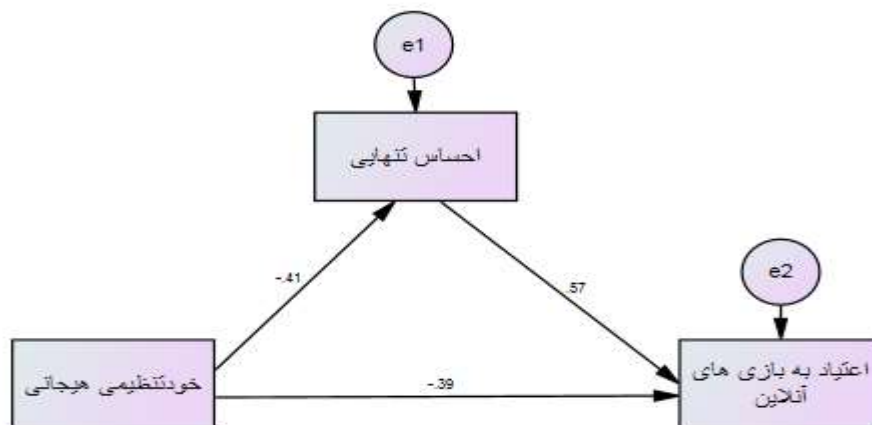 e1
احساس تنهایی
-.41
.57
e2
خودتنظیمی هیجانی
-.39
اعتیاد به بازی های
آنلاین